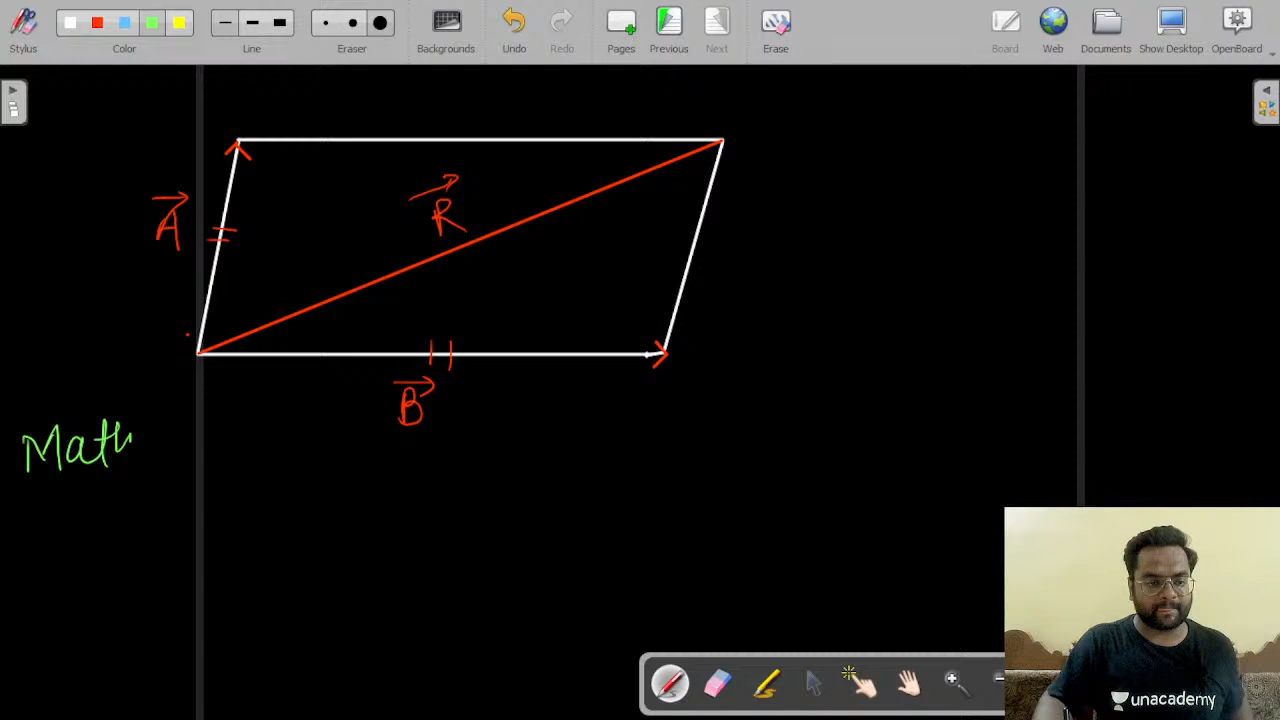 Stylus
Color
Line
Eraser
Backgrounds
Undo
Redo
Pages
Previous
Next
Erase
Board
Web
Documents
Show Desktop
OpenBoard
A
R
B
Math
unacademy